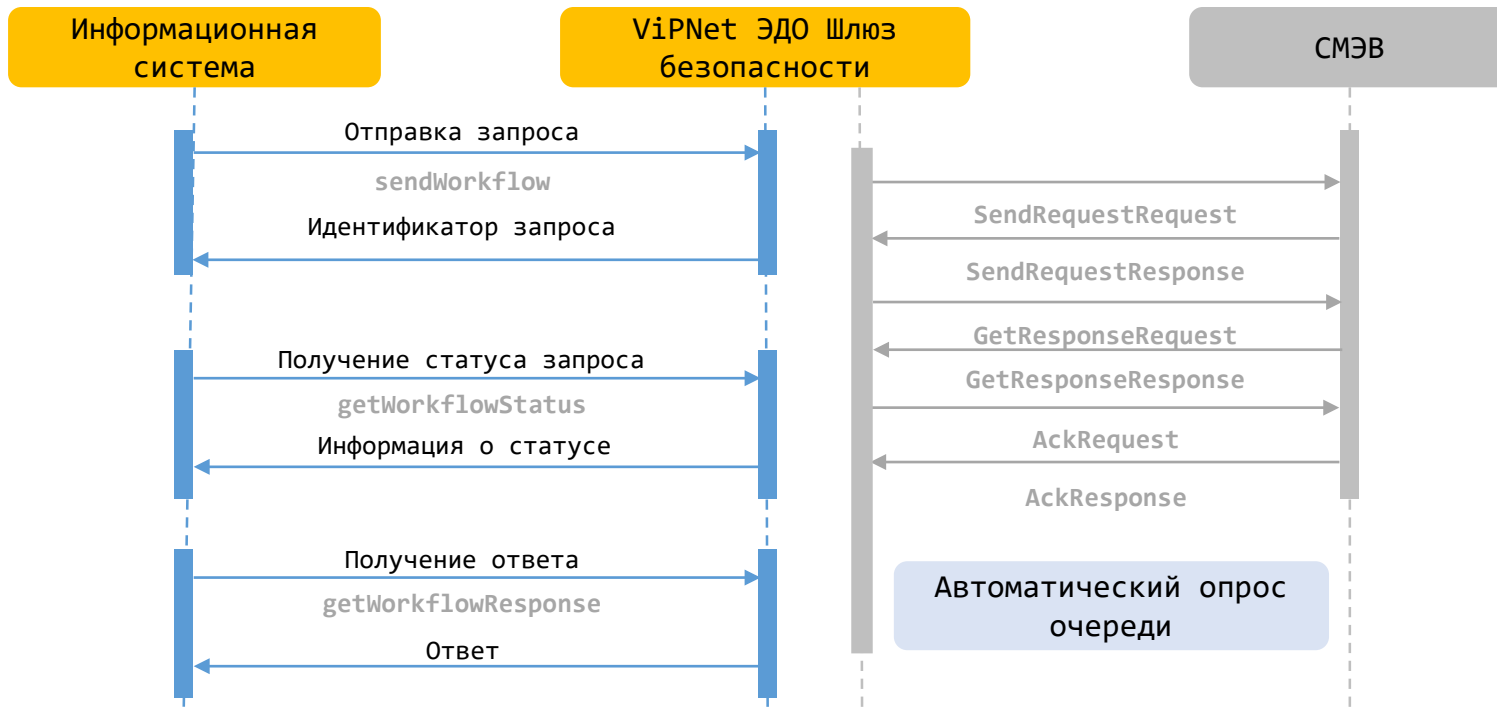 Информационная
система
ViPNet ЭДО Шлюз
безопасности
СМЭВ
Отправка запроса
sendWorkflow
Идентификатор запроса
Получение статуса запроса
getWorkflowStatus
Информация о статусе
Получение ответа
getWorkflowResponse
Ответ
SendRequestRequest
SendRequestResponse
GetResponseRequest
GetResponseResponse
AckRequest
AckResponse
Автоматический опрос
очереди